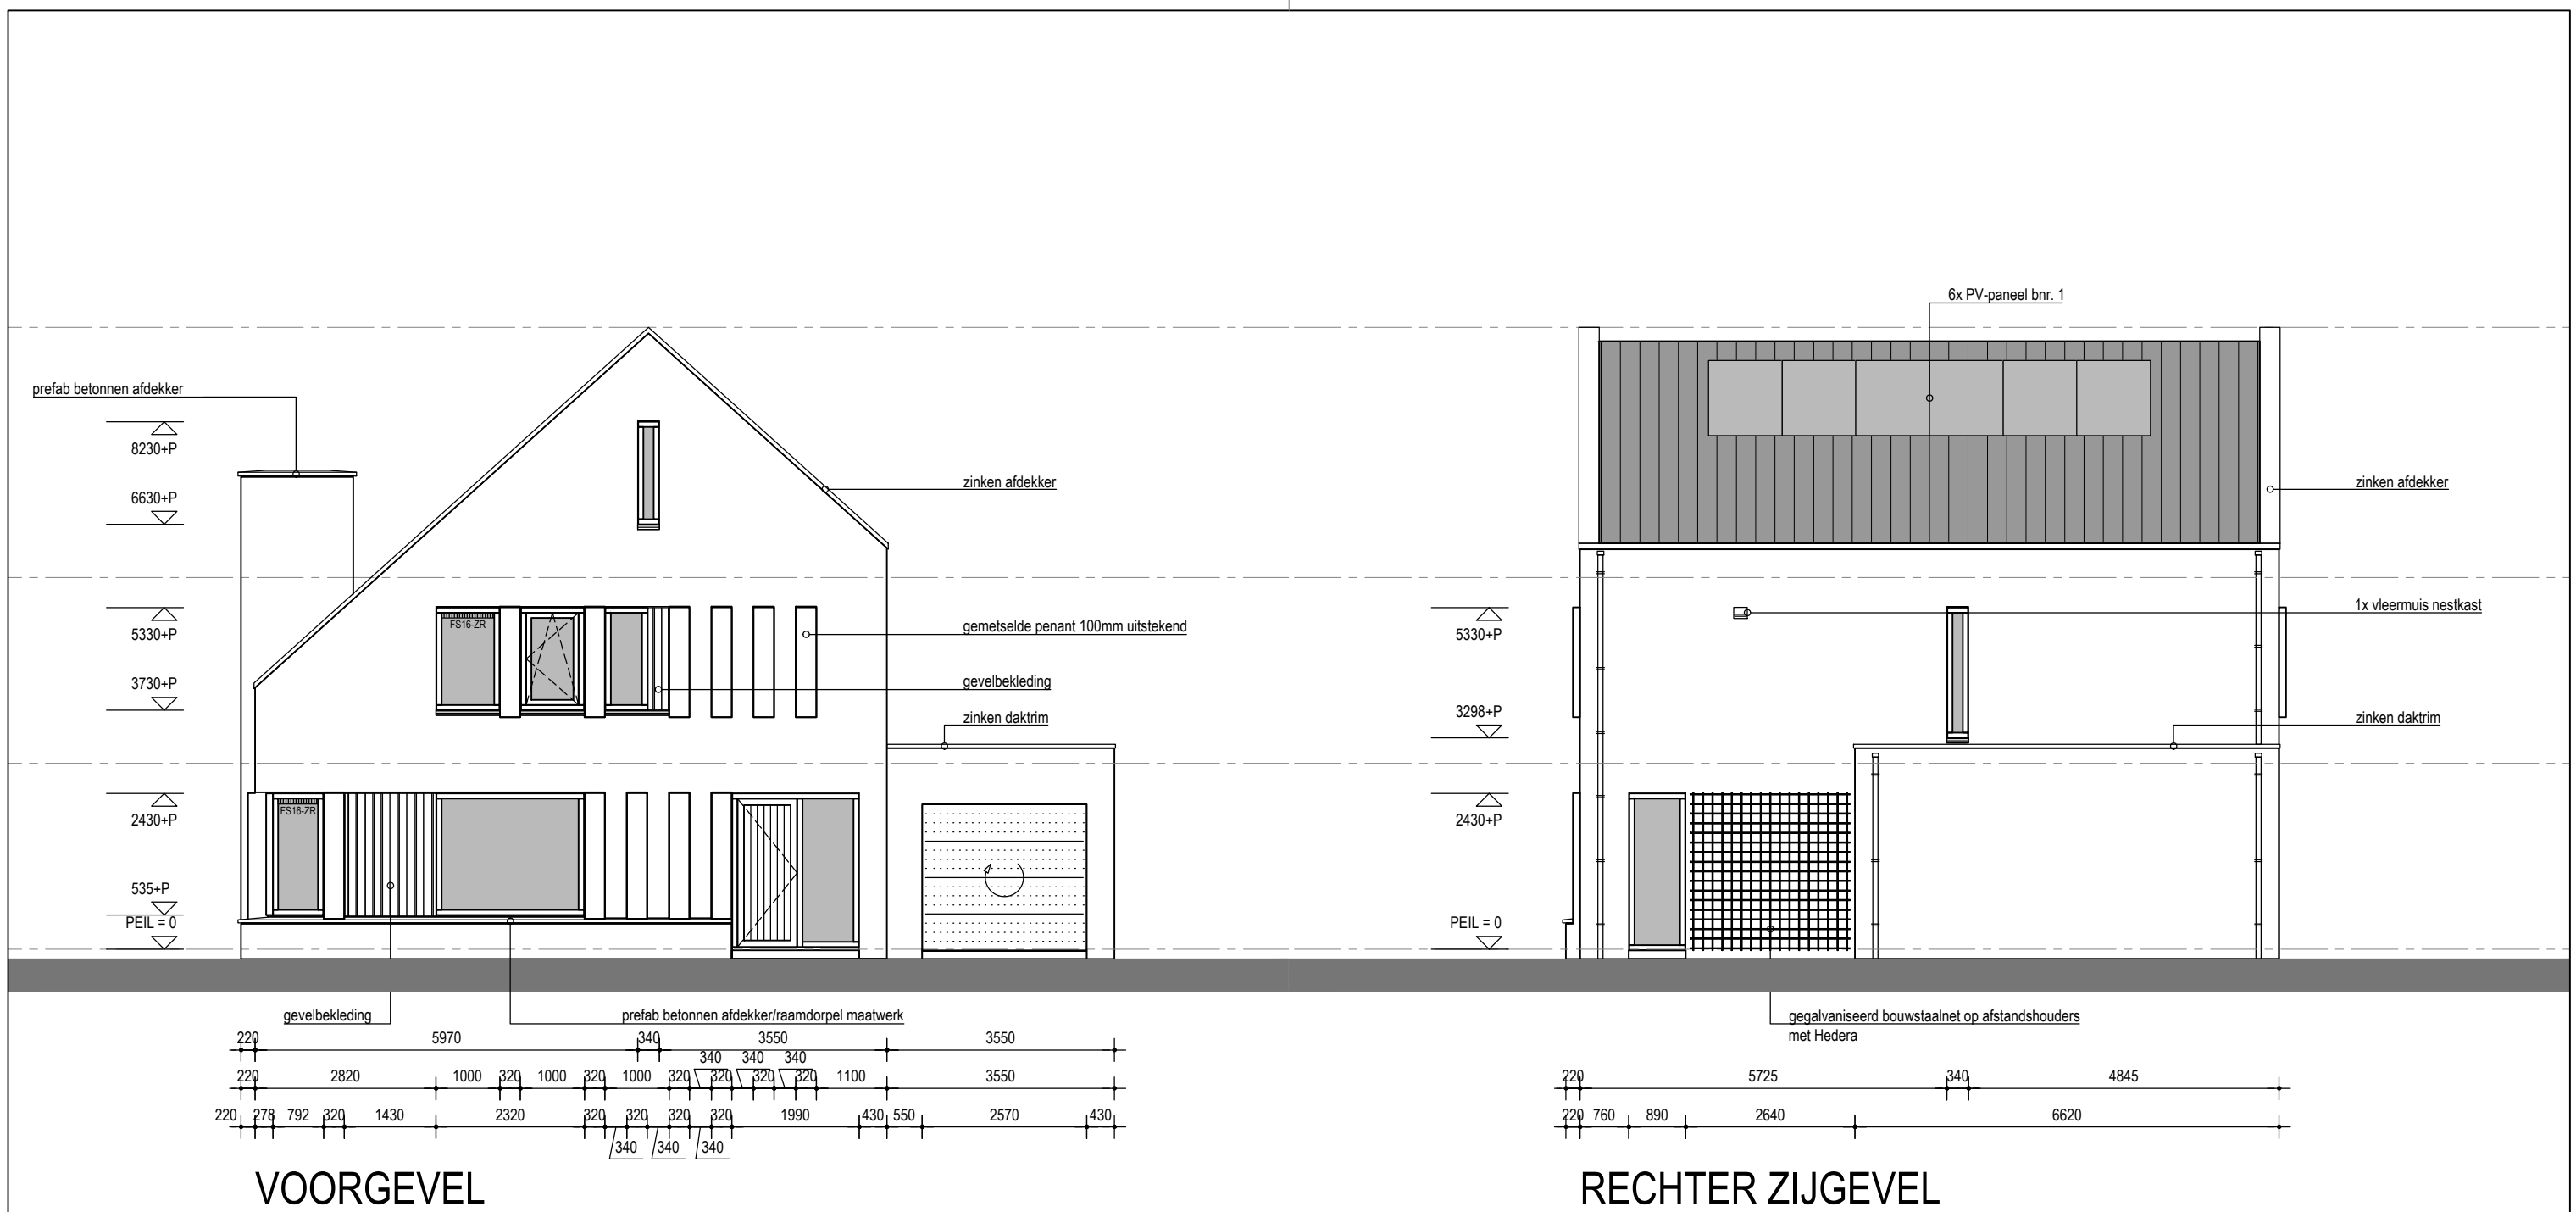 6x PV-paneel bnr. 1
prefab betonnen afdekker
8230+P
6630+P
zinken afdekker
zinken afdekker
5330+P
FS16-ZR
gemetselde penant 100mm uitstekend
5330+P
1x vleermuis nestkast
3730+P
gevelbekleding
zinken daktrim
3298+P
zinken daktrim
2430+P
FS16-ZR
2430+P
535+P
PEIL = 0
PEIL = 0
gevelbekleding
prefab betonnen afdekker/raamdorpel maatwerk
gegalvaniseerd bouwstaalnet op afstandshouders
met Hedera
220 5970 340 3550 3550
340 340 340
220 2820 1000 320 1000 320 1000 320 320 320 320 1100 3550
220 278 792 320 1430 2320 320 320 320 320 1990 430 550 2570 430
340 340 340
220 5725 340 4845
220 760 890 2640 6620
VOORGEVEL
RECHTER ZIJGEVEL